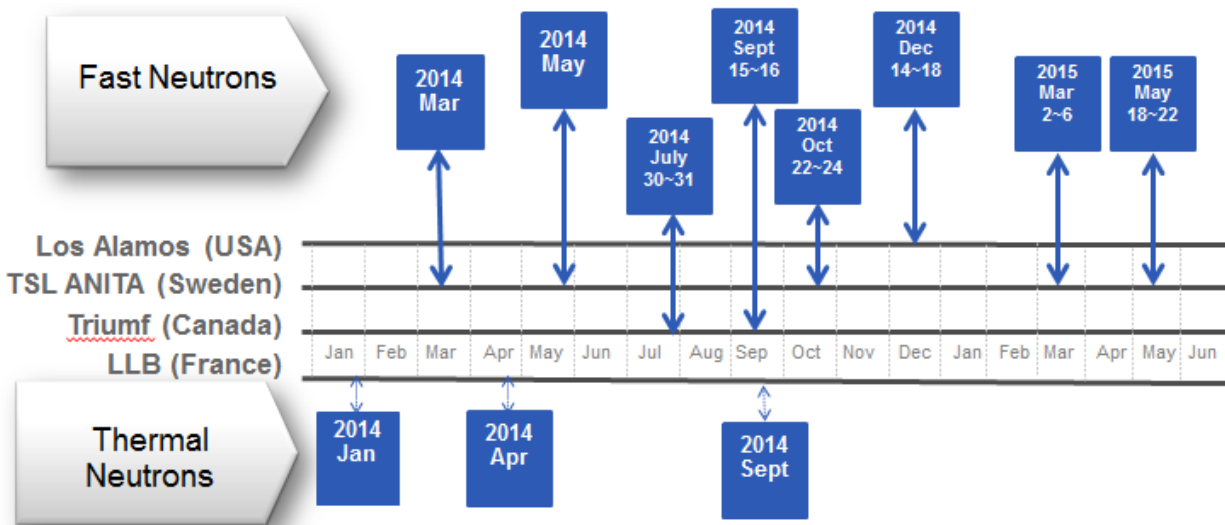 Fast Neutrons
2014
Mar
2014
May
2014
July
30~31
2014
Sept
15~16
2014
Oct
22~24
2014
Dec
14~18
2015
Mar
2~6
2015
May
18~22
Los Alamos (USA)
TSL ANITA (Sweden)
Triumf (Canada)
Jan Feb Mar Apr May Jun Jul Aug Sep Oct Nov Dec Jan Feb Mar Apr May Jun
LLB (France)
Thermal
Neutrons
2014
Jan
2014
Apr
2014
Sept